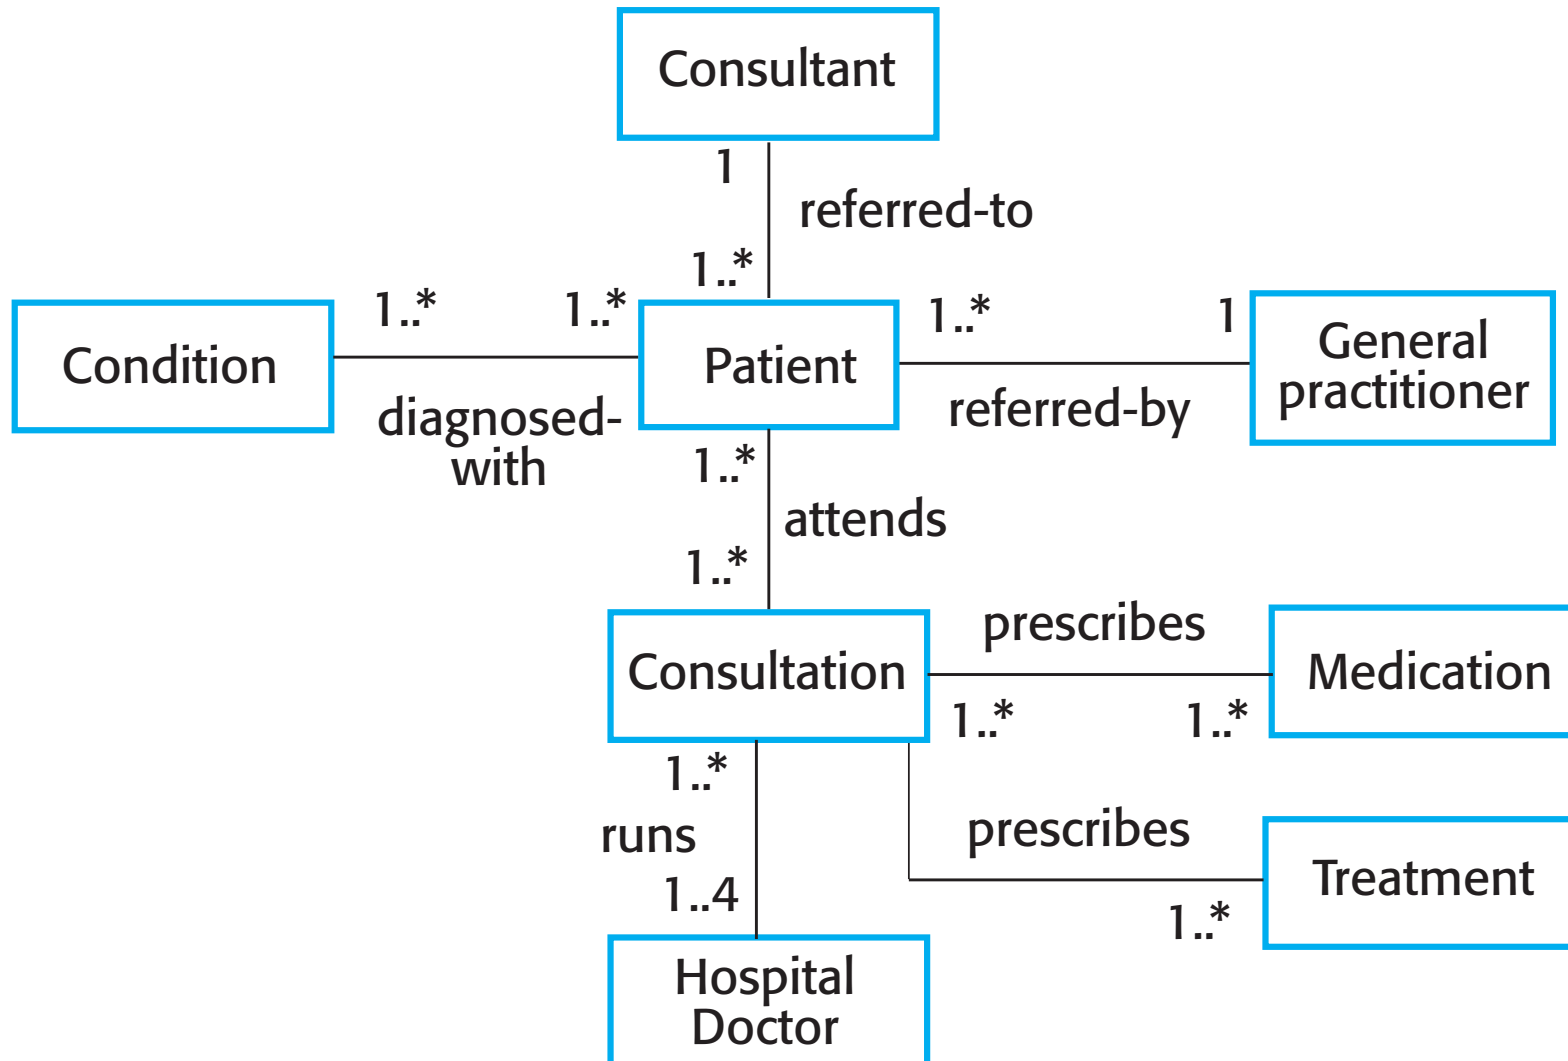 Consultant
1
referred-to
1..*
1..*
1..*
1..*
1
Condition
Patient
General
practitioner
diagnosed-
with
referred-by
1..*
attends
1..*
prescribes
Consultation
Medication
1..*
1..*
1..*
runs
prescribes
1..4
Treatment
1..*
Hospital
Doctor